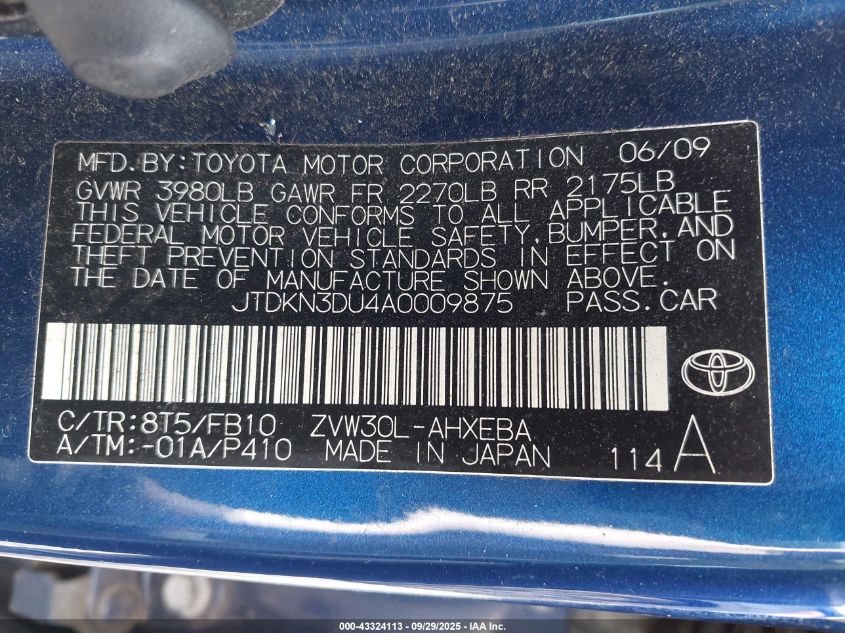 MFD.BY:TOYOTA MOTOR CORPORATION 06/09
GVWR 3980LB GAWR FR 2270LB RR 2175LB
THIS VEHICLE CONFORMS TO ALL APPLICABLE
FEDERAL MOTOR VEHICLE SAFETY,BUMPER,AND
THEFT PREVENTION STANDARDS IN EFFECT ON
THE DATE OF MANUFACTURE SHOWN ABOVE.
JTDKN3DU4A0009875 PASS.CAR
C/TR:8T5/FB10 ZVW30L-AHXEBA
A/TM:-01A/P410 MADE IN JAPAN 114 A
000-43324113 - 09/29/2025 - IAA Inc.